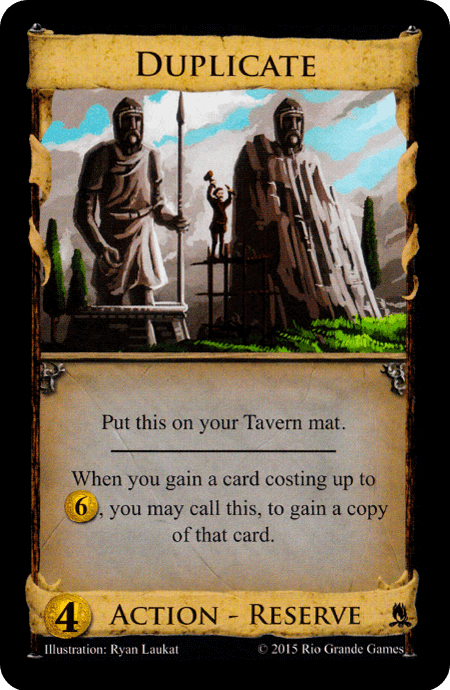 DUPLICATE
Put this on your Tavern mat.
When you gain a card costing up to
6, you may call this, to gain a copy
of that card.
4 ACTION - RESERVE
Illustration: Ryan Laukat © 2015 Rio Grande Games